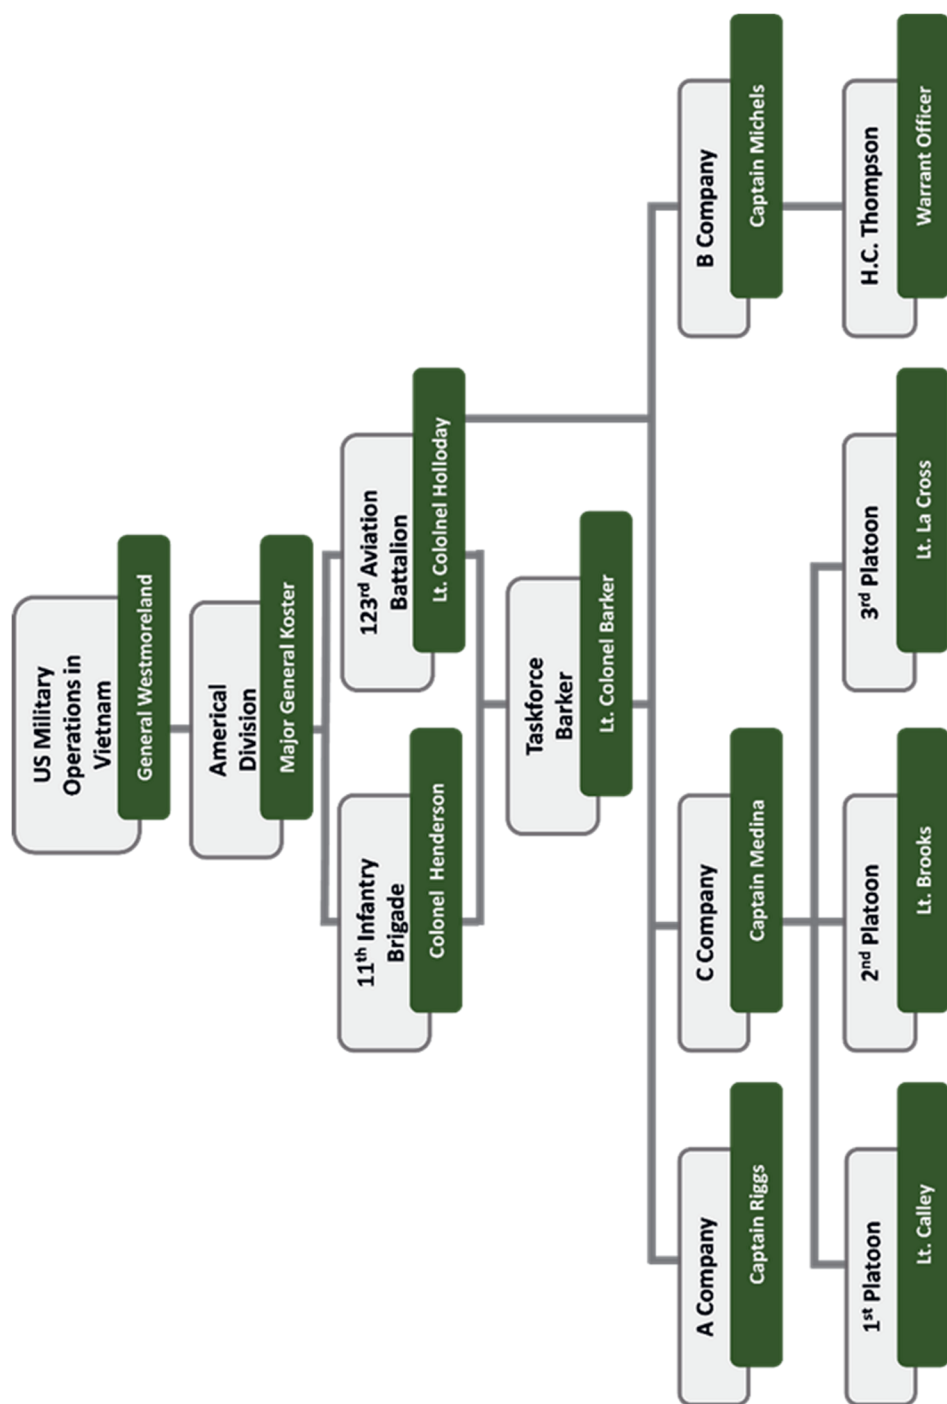 US Military
Operations in
Vietnam
General Westmoreland
Americal
Division
Major General Koster
11th Infantry
Brigade
Colonel Henderson
123rd Aviation
Battalion
Lt. Cololnel Holloday
Taskforce
Barker
Lt. Colonel Barker
A Company
Captain Riggs
C Company
Captain Medina
B Company
Captain Michels
1st Platoon
Lt. Calley
2nd Platoon
Lt. Brooks
3rd Platoon
Lt. La Cross
H.C. Thompson
Warrant Officer